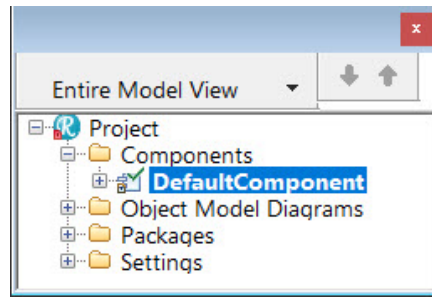 x
Entire Model View
Project
Components
DefaultComponent
Object Model Diagrams
Packages
Settings